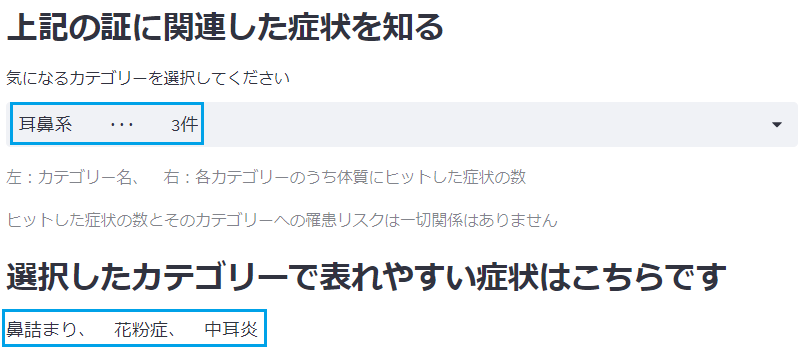 上記の証に関連した症状を知る
気になるカテゴリーを選択してください
耳鼻系　　･･･　　3件
左：カテゴリー名、　右：各カテゴリーのうち体質にヒットした症状の数
ヒットした症状の数とそのカテゴリーへの罹患リスクは一切関係はありません
選択したカテゴリーで表れやすい症状はこちらです
鼻詰まり、　花粉症、　中耳炎